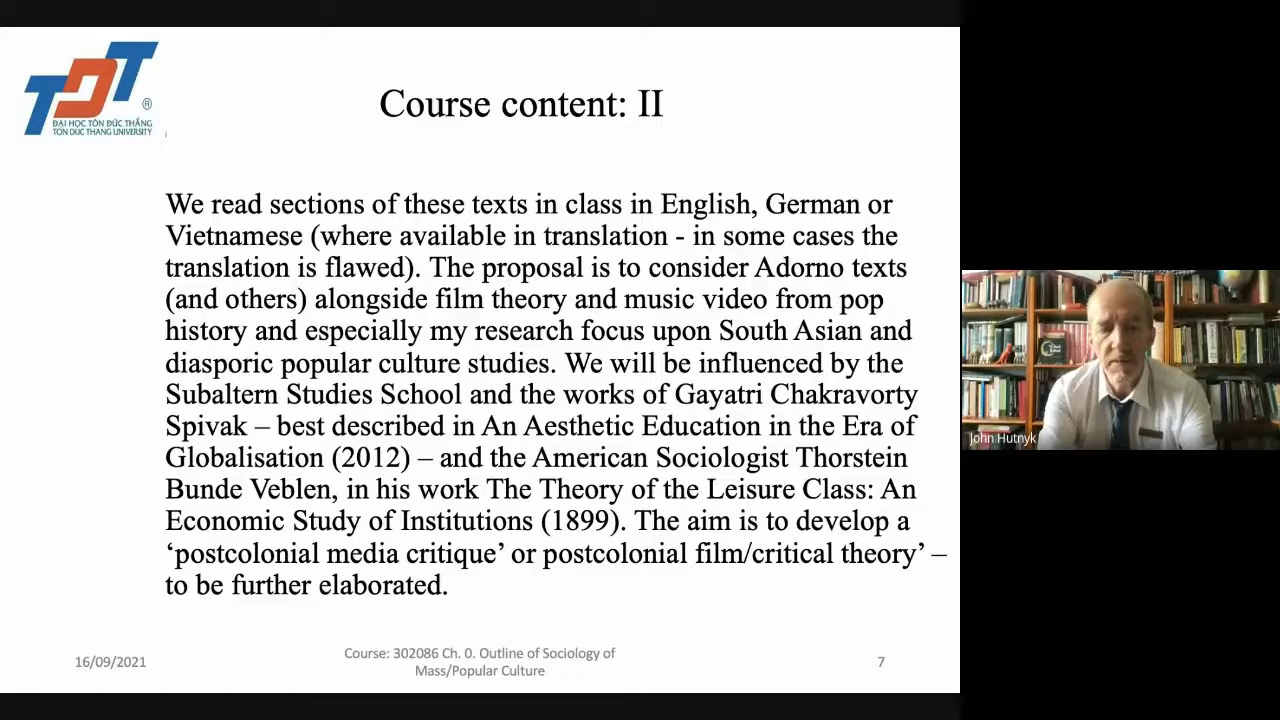 TDT
®
ĐẠI HỌC TÔN ĐỨC THẮNG
TON DUC THANG UNIVERSITY
Course content: II
We read sections of these texts in class in English, German or
Vietnamese (where available in translation - in some cases the
translation is flawed). The proposal is to consider Adorno texts
(and others) alongside film theory and music video from pop
history and especially my research focus upon South Asian and
diasporic popular culture studies. We will be influenced by the
Subaltern Studies School and the works of Gayatri Chakravorty
Spivak – best described in An Aesthetic Education in the Era of
Globalisation (2012) – and the American Sociologist Thorstein
Bunde Veblen, in his work The Theory of the Leisure Class: An
Economic Study of Institutions (1899). The aim is to develop a
‘postcolonial media critique’ or postcolonial film/critical theory’ –
to be further elaborated.
16/09/2021
Course: 302086 Ch. 0. Outline of Sociology of
Mass/Popular Culture
7
John Hutnyk